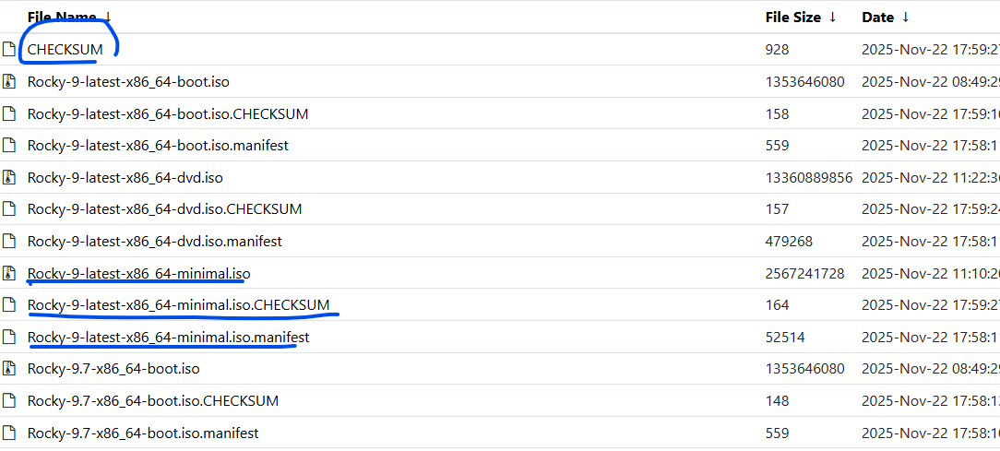 File Name ↓ File Size ↓ Date ↓
CHECKSUM 928 2025-Nov-22 17:59:27
Rocky-9-latest-x86_64-boot.iso 1353646080 2025-Nov-22 08:49:29
Rocky-9-latest-x86_64-boot.iso.CHECKSUM 158 2025-Nov-22 17:59:10
Rocky-9-latest-x86_64-boot.iso.manifest 559 2025-Nov-22 17:58:1
Rocky-9-latest-x86_64-dvd.iso 13360889856 2025-Nov-22 11:22:36
Rocky-9-latest-x86_64-dvd.iso.CHECKSUM 157 2025-Nov-22 17:59:24
Rocky-9-latest-x86_64-dvd.iso.manifest 479268 2025-Nov-22 17:58:1
Rocky-9-latest-x86_64-minimal.iso 2567241728 2025-Nov-22 11:10:20
Rocky-9-latest-x86_64-minimal.iso.CHECKSUM 164 2025-Nov-22 17:59:27
Rocky-9-latest-x86_64-minimal.iso.manifest 52514 2025-Nov-22 17:58:1
Rocky-9.7-x86_64-boot.iso 1353646080 2025-Nov-22 08:49:29
Rocky-9.7-x86_64-boot.iso.CHECKSUM 148 2025-Nov-22 17:58:12
Rocky-9.7-x86_64-boot.iso.manifest 559 2025-Nov-22 17:58:10